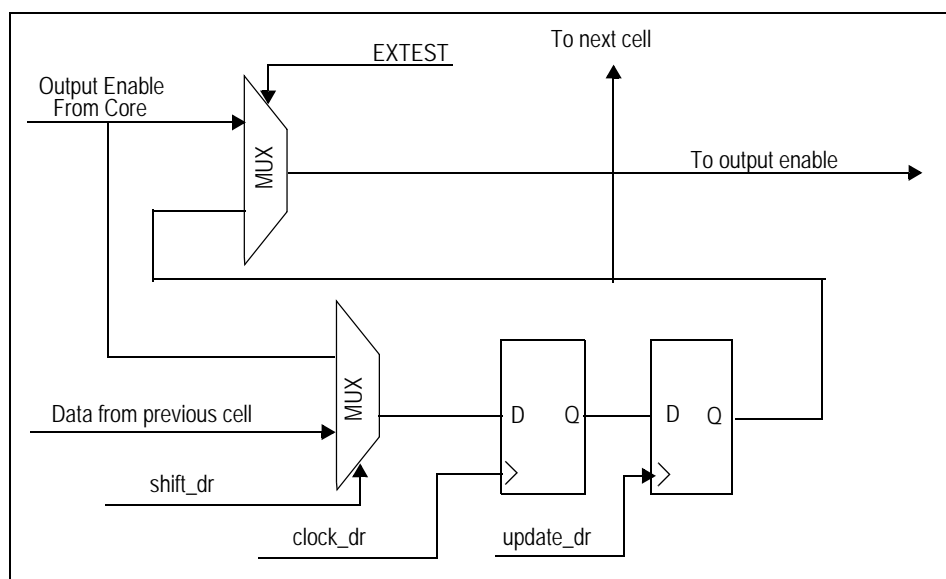 To next cell
EXTEST
Output Enable
From Core
MUX
To output enable
MUX
D
Q
D
Q
Data from previous cell
shift_dr
clock_dr
update_dr